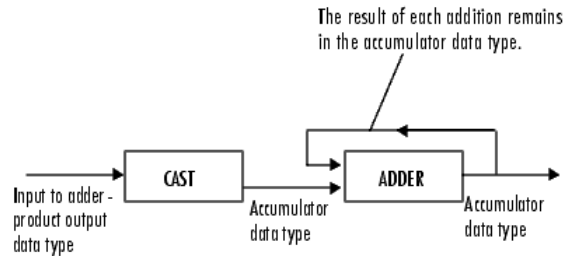 The result of each addition remains
in the accumulator data type.
CAST
ADDER
Input to adder -
product output
data type
Accumulator
data type
Accumulator
data type